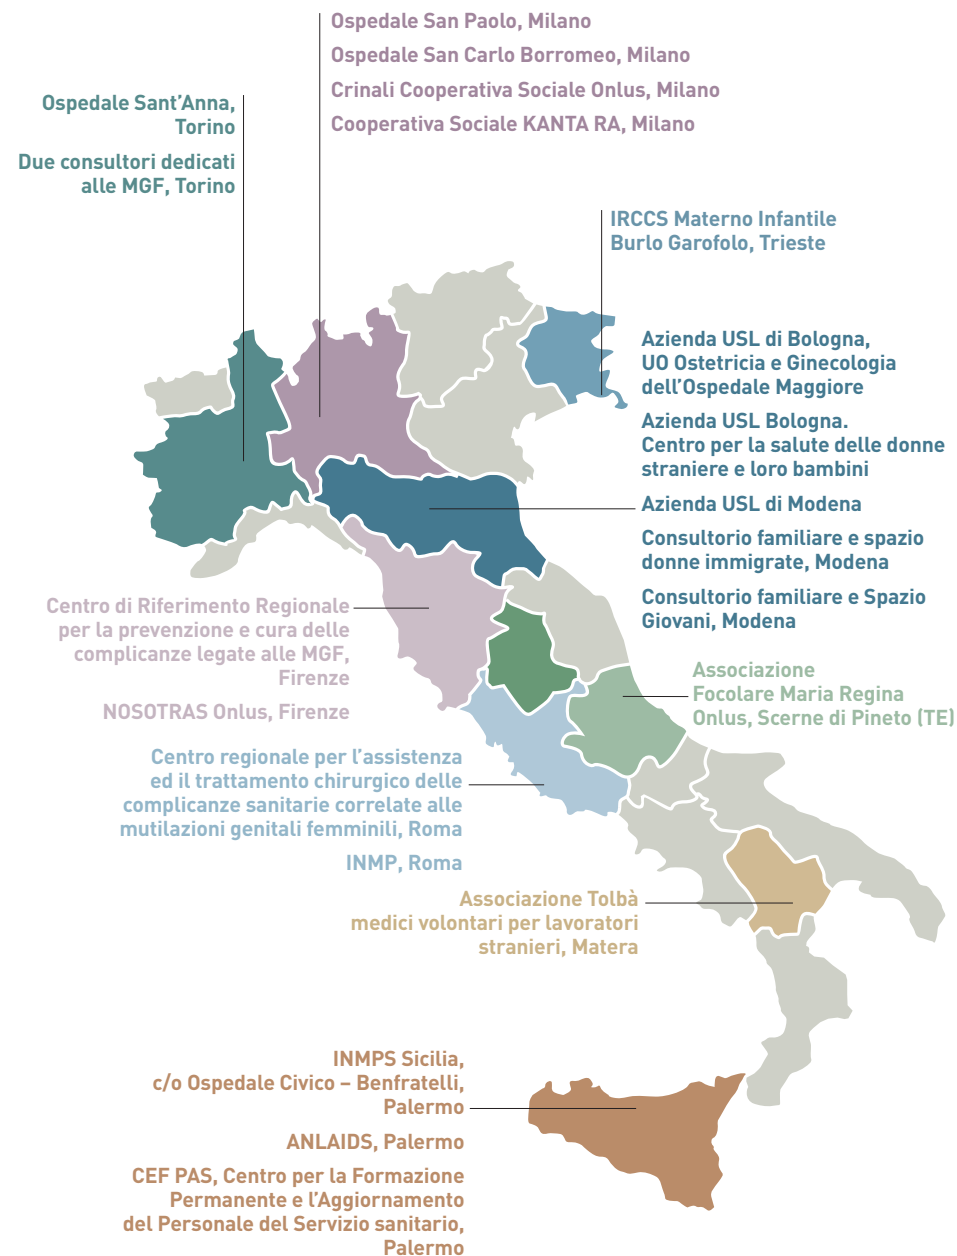 Ospedale San Paolo, Milano
Ospedale San Carlo Borromeo, Milano
Crinali Cooperativa Sociale Onlus, Milano
Cooperativa Sociale KANTA RA, Milano
Ospedale Sant’Anna,
Torino
Due consultori dedicati
alle MGF, Torino
IRCCS Materno Infantile
Burlo Garofolo, Trieste
Azienda USL di Bologna,
UO Ostetricia e Ginecologia
dell’Ospedale Maggiore
Azienda USL Bologna.
Centro per la salute delle donne
straniere e loro bambini
Azienda USL di Modena
Consultorio familiare e spazio
donne immigrate, Modena
Consultorio familiare e Spazio
Giovani, Modena
Centro di Riferimento Regionale
per la prevenzione e cura delle
complicanze legate alle MGF,
Firenze
NOSOTRAS Onlus, Firenze
Associazione
Focolare Maria Regina
Onlus, Scerne di Pineto (TE)
Centro regionale per l’assistenza
ed il trattamento chirurgico delle
complicanze sanitarie correlate alle
mutilazioni genitali femminili, Roma
INMP, Roma
Associazione Tolbà
medici volontari per lavoratori
stranieri, Matera
INMPS Sicilia,
c/o Ospedale Civico – Benfratelli,
Palermo
ANLAIDS, Palermo
CEF PAS, Centro per la Formazione
Permanente e l’Aggiornamento
del Personale del Servizio sanitario,
Palermo